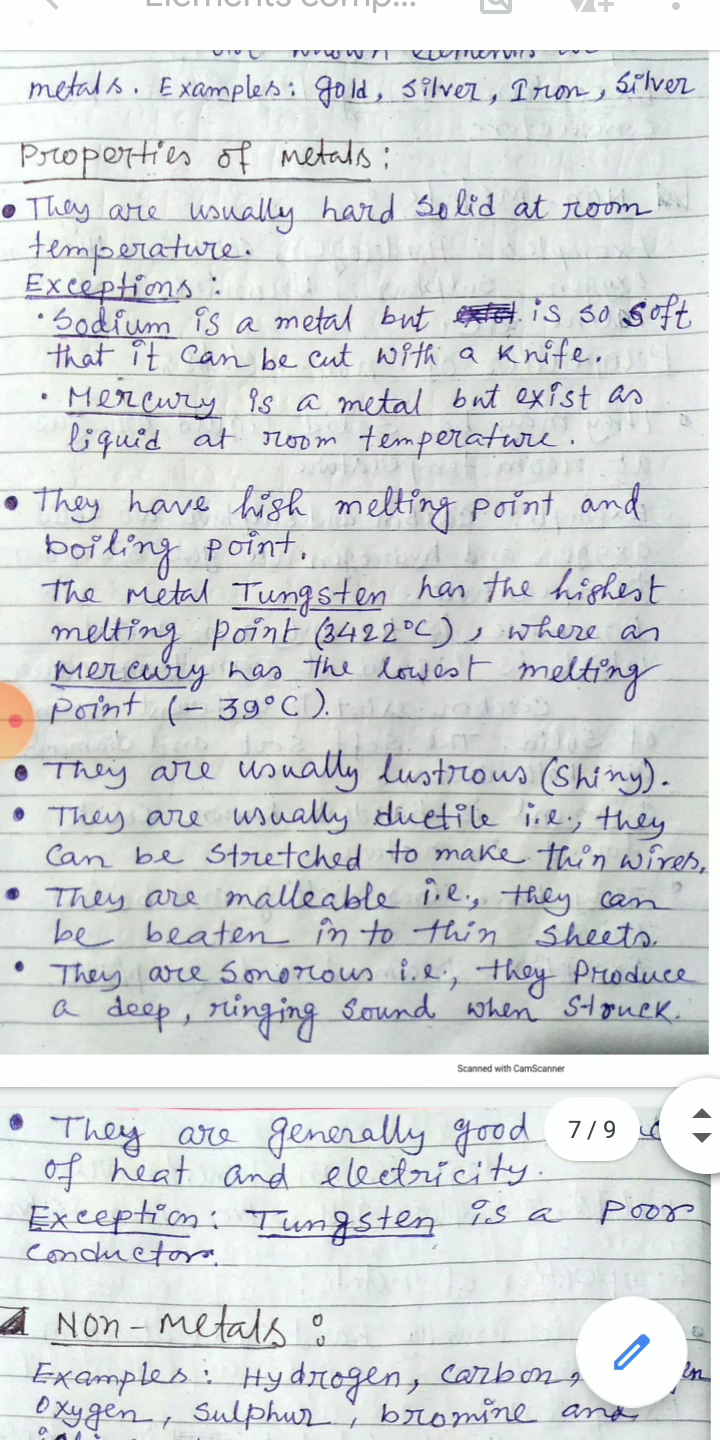 Elements comp...
metals. Examples: gold, silver, Iron, Silver
Properties of metals:
• They are usually hard solid at room
temperature.
Exceptions:
• Sodium is a metal but is so soft
that it can be cut with a knife.
• Mercury is a metal but exist as
liquid at room temperature.
• They have high melting point and
boiling point.
The metal Tungsten has the highest
melting point (3422°C), where as
Mercury has the lowest melting
point (- 39°C).
• They are usually lustrous (shiny).
• They are usually ductile i.e., they
can be stretched to make thin wires,
• They are malleable i.e., they can
be beaten in to thin sheets.
• They are sonorous i.e., they produce
a deep, ringing sound when struck.
Scanned with CamScanner
• They are generally good
7 / 9
of heat and electricity.
Exception: Tungsten is a poor
conductor.
Non-metals:
Examples: Hydrogen, carbon,
oxygen, sulphur, bromine and